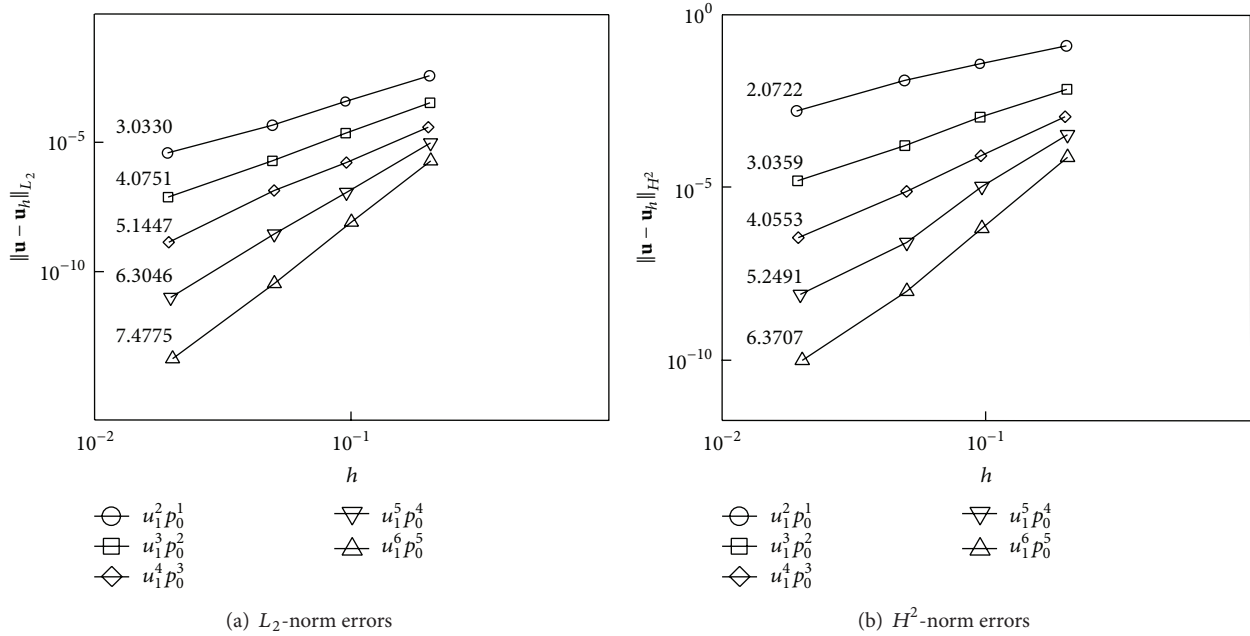 ‖u − u_h‖_{L_2}
10^{−5}
10^{−10}
3.0330
4.0751
5.1447
6.3046
7.4775
10^{−2}
10^{−1}
h
u_1^2 p_0^1
u_1^3 p_0^2
u_1^4 p_0^3
u_1^5 p_0^4
u_1^6 p_0^5
(a) L_2-norm errors
‖u − u_h‖_{H^2}
10^0
10^{−5}
10^{−10}
2.0722
3.0359
4.0553
5.2491
6.3707
10^{−2}
10^{−1}
h
u_1^2 p_0^1
u_1^3 p_0^2
u_1^4 p_0^3
u_1^5 p_0^4
u_1^6 p_0^5
(b) H^2-norm errors